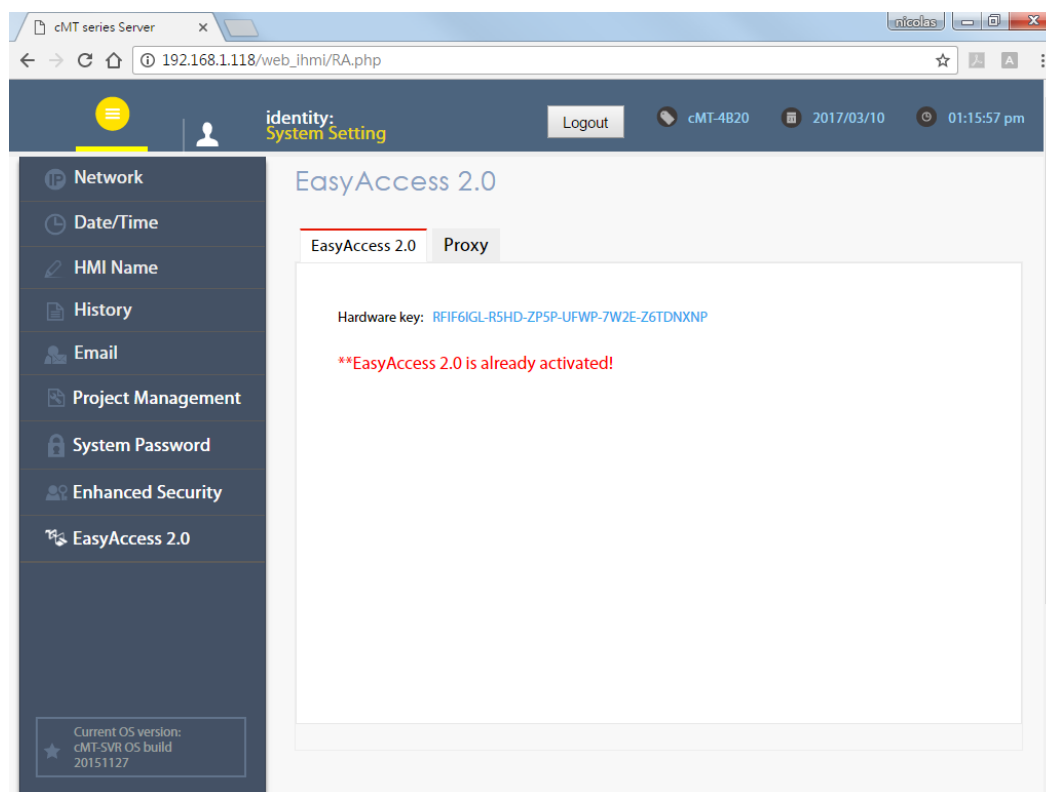 cMT series Server
nicolas
192.168.1.118/web_ihmi/RA.php
identity:
System Setting
Logout
cMT-4B20
2017/03/10
01:15:57 pm
Network
Date/Time
HMI Name
History
Email
Project Management
System Password
Enhanced Security
EasyAccess 2.0
EasyAccess 2.0
EasyAccess 2.0 Proxy
Hardware key: RFIF6IGL-R5HD-ZP5P-UFWP-7W2E-Z6TDNXNP
**EasyAccess 2.0 is already activated!
Current OS version:
cMT-SVR OS build
20151127